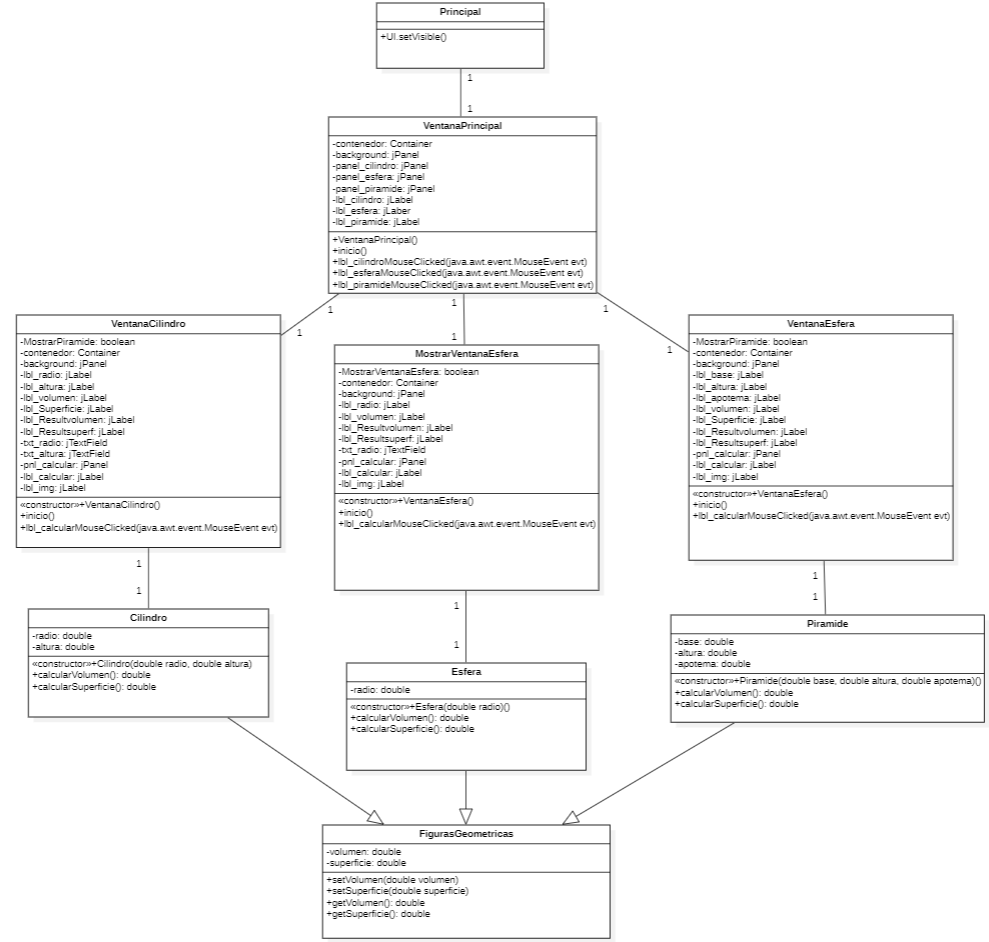 Principal
+UI.setVisible()
1
1
VentanaPrincipal
-contenedor: Container
-background: jPanel
-panel_cilindro: jPanel
-panel_esfera: jPanel
-panel_piramide: jPanel
-lbl_cilindro: jLabel
-lbl_esfera: jLaber
-lbl_piramide: jLabel
+VentanaPrincipal()
+inicio()
+lbl_cilindroMouseClicked(java.awt.event.MouseEvent evt)
+lbl_esferaMouseClicked(java.awt.event.MouseEvent evt)
+lbl_piramideMouseClicked(java.awt.event.MouseEvent evt)
1
1
1
1
1
1
VentanaCilindro
-MostrarPiramide: boolean
-contenedor: Container
-background: jPanel
-lbl_radio: jLabel
-lbl_altura: jLabel
-lbl_volumen: jLabel
-lbl_Superficie: jLabel
-lbl_Resultvolumen: jLabel
-lbl_Resultsuperf: jLabel
-txt_radio: jTextField
-txt_altura: jTextField
-pnl_calcular: jPanel
-lbl_calcular: jLabel
-lbl_img: jLabel
«constructor»+VentanaCilindro()
+inicio()
+lbl_calcularMouseClicked(java.awt.event.MouseEvent evt)
MostrarVentanaEsfera
-MostrarVentanaEsfera: boolean
-contenedor: Container
-background: jPanel
-lbl_radio: jLabel
-lbl_volumen: jLabel
-lbl_Resultvolumen: jLabel
-lbl_Resultsuperf: jLabel
-txt_radio: jTextField
-pnl_calcular: jPanel
-lbl_calcular: jLabel
-lbl_img: jLabel
«constructor»+VentanaEsfera()
+inicio()
+lbl_calcularMouseClicked(java.awt.event.MouseEvent evt)
VentanaEsfera
-MostrarPiramide: boolean
-contenedor: Container
-background: jPanel
-lbl_base: jLabel
-lbl_altura: jLabel
-lbl_apotema: jLabel
-lbl_volumen: jLabel
-lbl_Superficie: jLabel
-lbl_Resultvolumen: jLabel
-lbl_Resultsuperf: jLabel
-pnl_calcular: jPanel
-lbl_calcular: jLabel
-lbl_img: jLabel
«constructor»+VentanaEsfera()
+inicio()
+lbl_calcularMouseClicked(java.awt.event.MouseEvent evt)
1
1
1
1
1
1
Cilindro
-radio: double
-altura: double
«constructor»+Cilindro(double radio, double altura)
+calcularVolumen(): double
+calcularSuperficie(): double
Esfera
-radio: double
«constructor»+Esfera(double radio)()
+calcularVolumen(): double
+calcularSuperficie(): double
Piramide
-base: double
-altura: double
-apotema: double
«constructor»+Piramide(double base, double altura, double apotema)()
+calcularVolumen(): double
+calcularSuperficie(): double
FigurasGeometricas
-volumen: double
-superficie: double
+setVolumen(double volumen)
+setSuperficie(double superficie)
+getVolumen(): double
+getSuperficie(): double